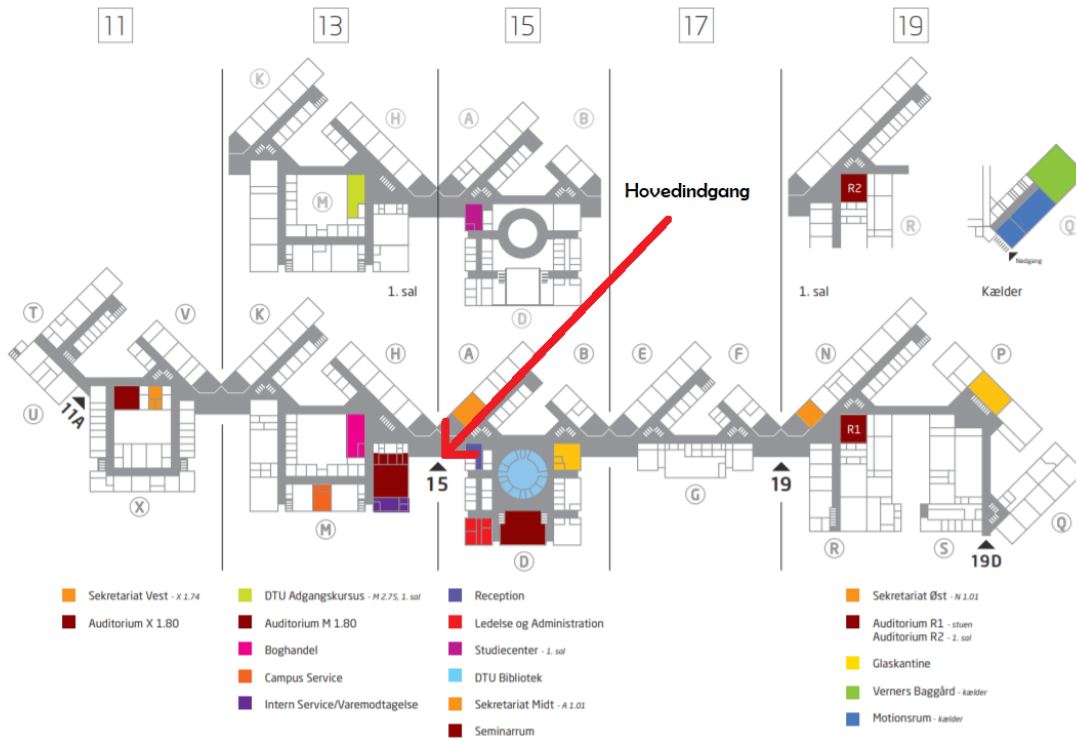 11 13 15 17 19
K H A B
Hovedindgang
M R2 R Q
Nedgang
1. sal D 1. sal Kælder
T V K H A B E F N P
U 11A R1
15 19
X M G R S Q
D 19D
Sekretariat Vest - X 1.74
Auditorium X 1.80
DTU Adgangskursus - M 2.75, 1. sal
Auditorium M 1.80
Boghandel
Campus Service
Intern Service/Varemodtagelse
Reception
Ledelse og Administration
Studiecenter - 1. sal
DTU Bibliotek
Sekretariat Midt - A 1.01
Seminarrum
Sekretariat Øst - N 1.01
Auditorium R1 - stuen
Auditorium R2 - 1. sal
Glaskantine
Verners Baggård - kælder
Motionsrum - kælder